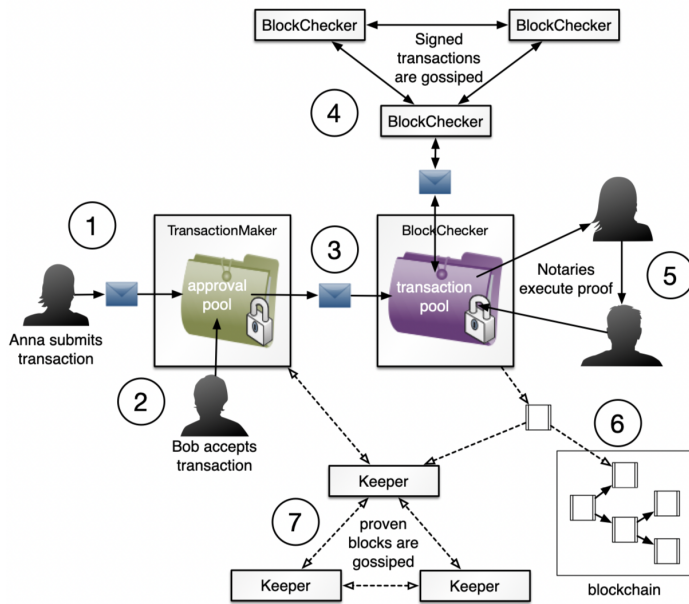 BlockChecker
BlockChecker
Signed
transactions
are gossiped
4
BlockChecker
1
TransactionMaker
3
BlockChecker
approval
pool
transaction
pool
Notaries
execute proof
5
Anna submits
transaction
2
Bob accepts
transaction
6
Keeper
7
proven
blocks are
gossiped
Keeper
Keeper
blockchain